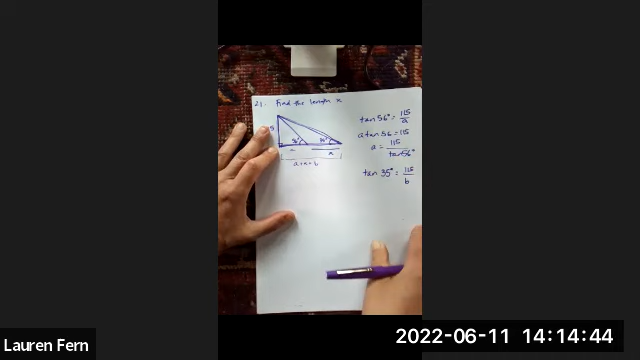 21. Find the length x
tan 56° = 115/a
a tan 56 = 115
a = 115/tan 56°
56°
x
a + x = b
tan 35° = 115/b
Lauren Fern
2022-06-11 14:14:44